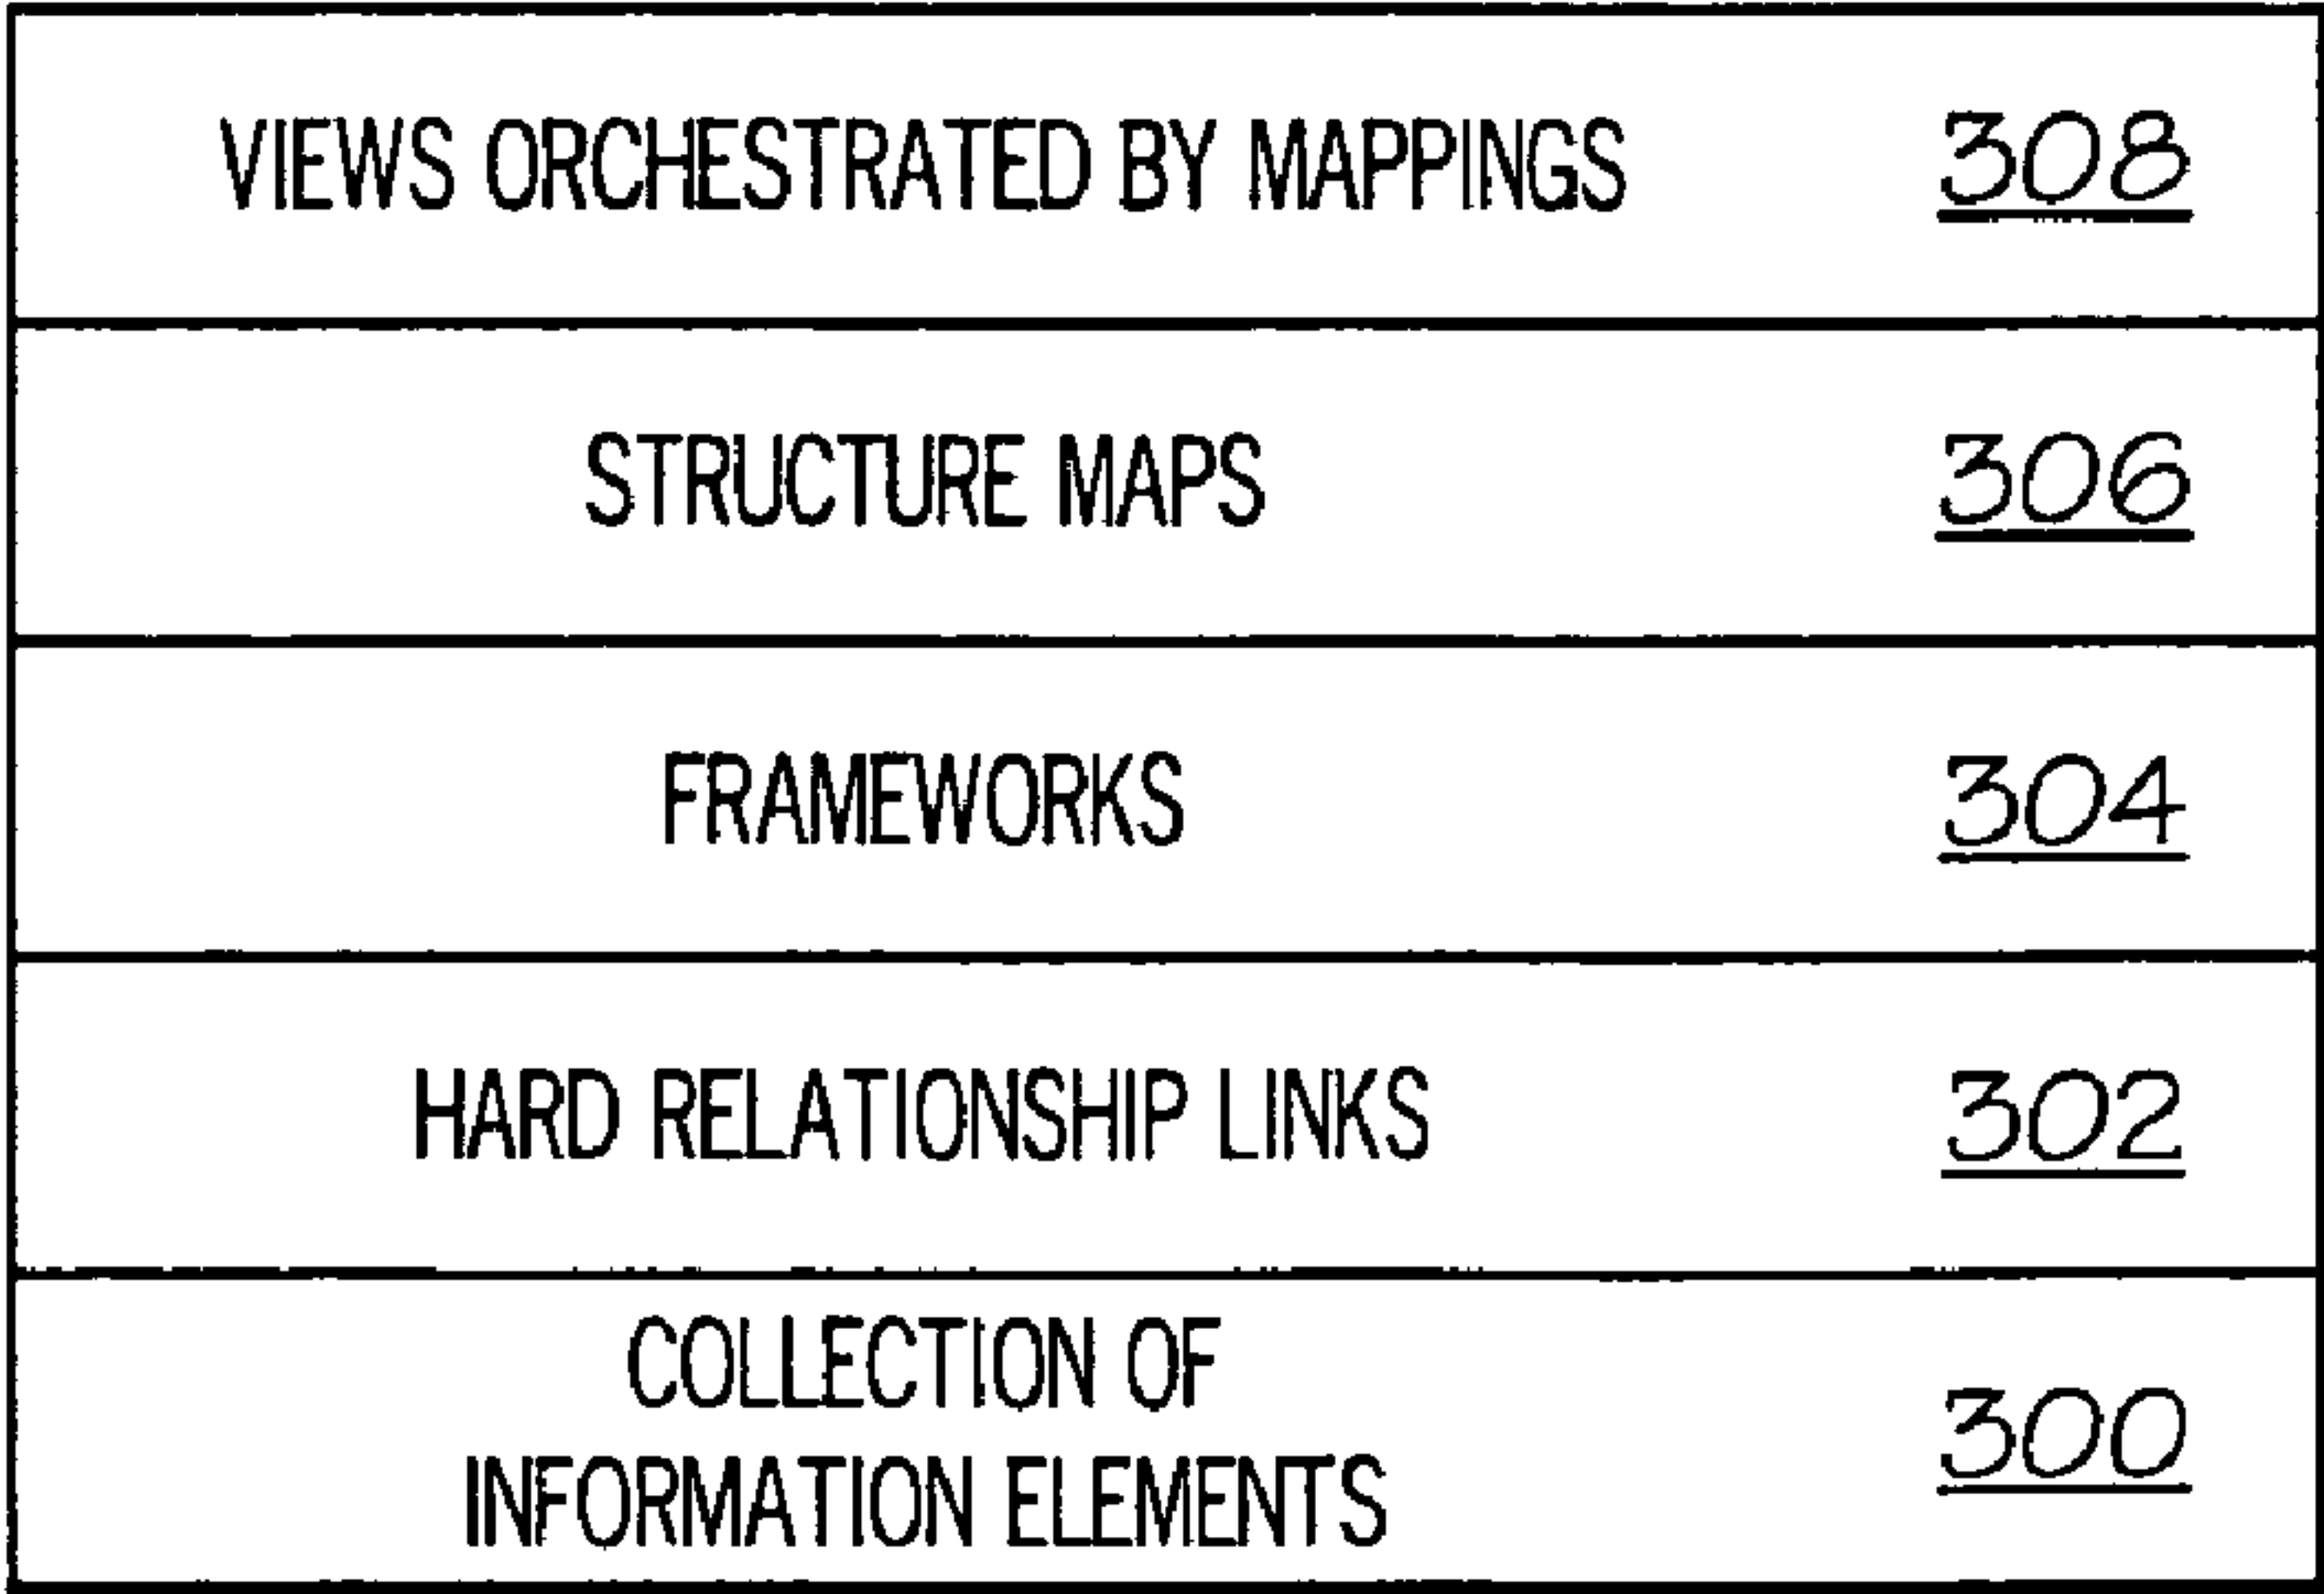 VIEWS ORCHESTRATED BY MAPPINGS 308
STRUCTURE MAPS 306
FRAMEWORKS 304
HARD RELATIONSHIP LINKS 302
COLLECTION OF
INFORMATION ELEMENTS 300